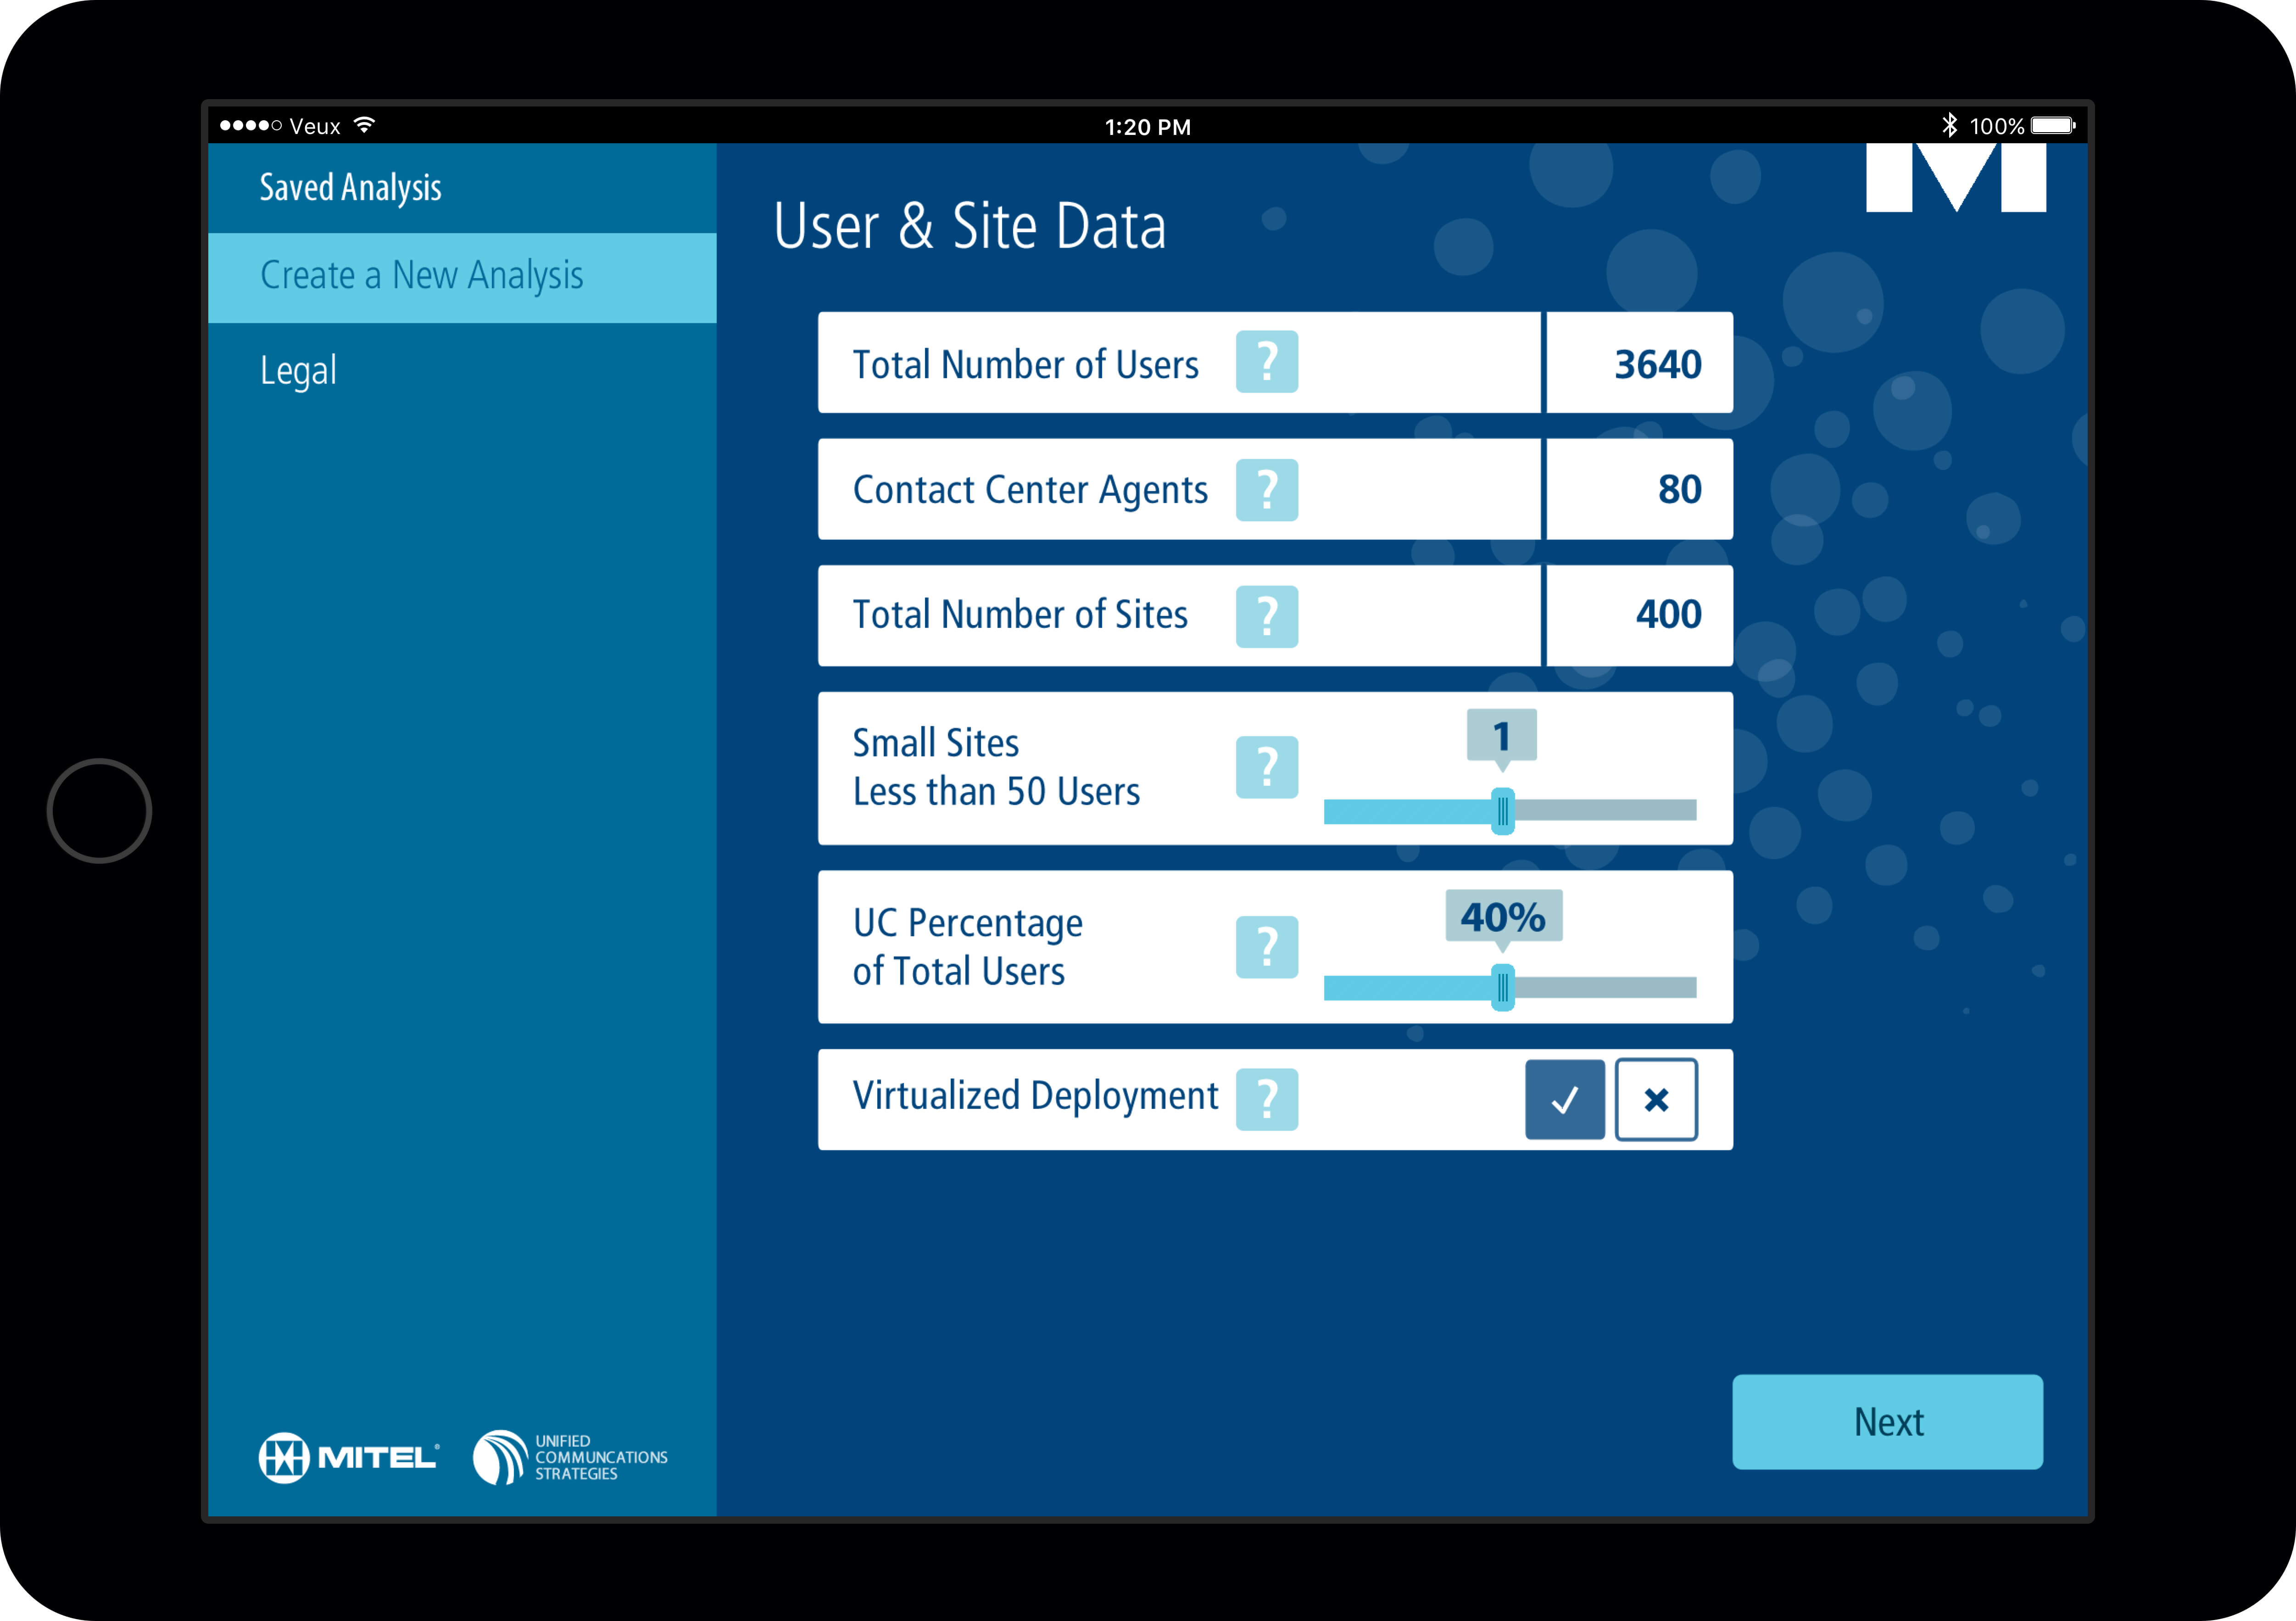 Veux
1:20 PM
100%
Saved Analysis
Create a New Analysis
Legal
M
User & Site Data
Total Number of Users ? 3640
Contact Center Agents ? 80
Total Number of Sites ? 400
Small Sites
Less than 50 Users
?
1
UC Percentage
of Total Users
?
40%
Virtualized Deployment ?
Next
MITEL
UNIFIED
COMMUNCATIONS
STRATEGIES